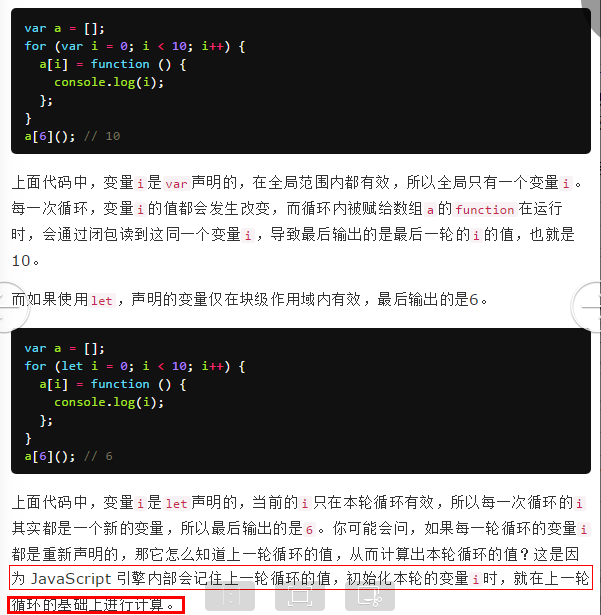 var a = [];
for (var i = 0; i < 10; i++) {
  a[i] = function () {
    console.log(i);
  };
}
a[6](); // 10
上面代码中，变量i是var声明的，在全局范围内都有效，所以全局只有一个变量i。
每一次循环，变量i的值都会发生改变，而循环内被赋给数组a的function在运行
时，会通过闭包读到这同一个变量i，导致最后输出的是最后一轮的i的值，也就是
10。
而如果使用let，声明的变量仅在块级作用域内有效，最后输出的是6。
var a = [];
for (let i = 0; i < 10; i++) {
  a[i] = function () {
    console.log(i);
  };
}
a[6](); // 6
上面代码中，变量i是let声明的，当前的i只在本轮循环有效，所以每一次循环的i
其实都是一个新的变量，所以最后输出的是6。你可能会问，如果每一轮循环的变量i
都是重新声明的，那它怎么知道上一轮循环的值，从而计算出本轮循环的值？这是因
为 JavaScript 引擎内部会记住上一轮循环的值，初始化本轮的变量i时，就在上一轮
循环的基础上进行计算。